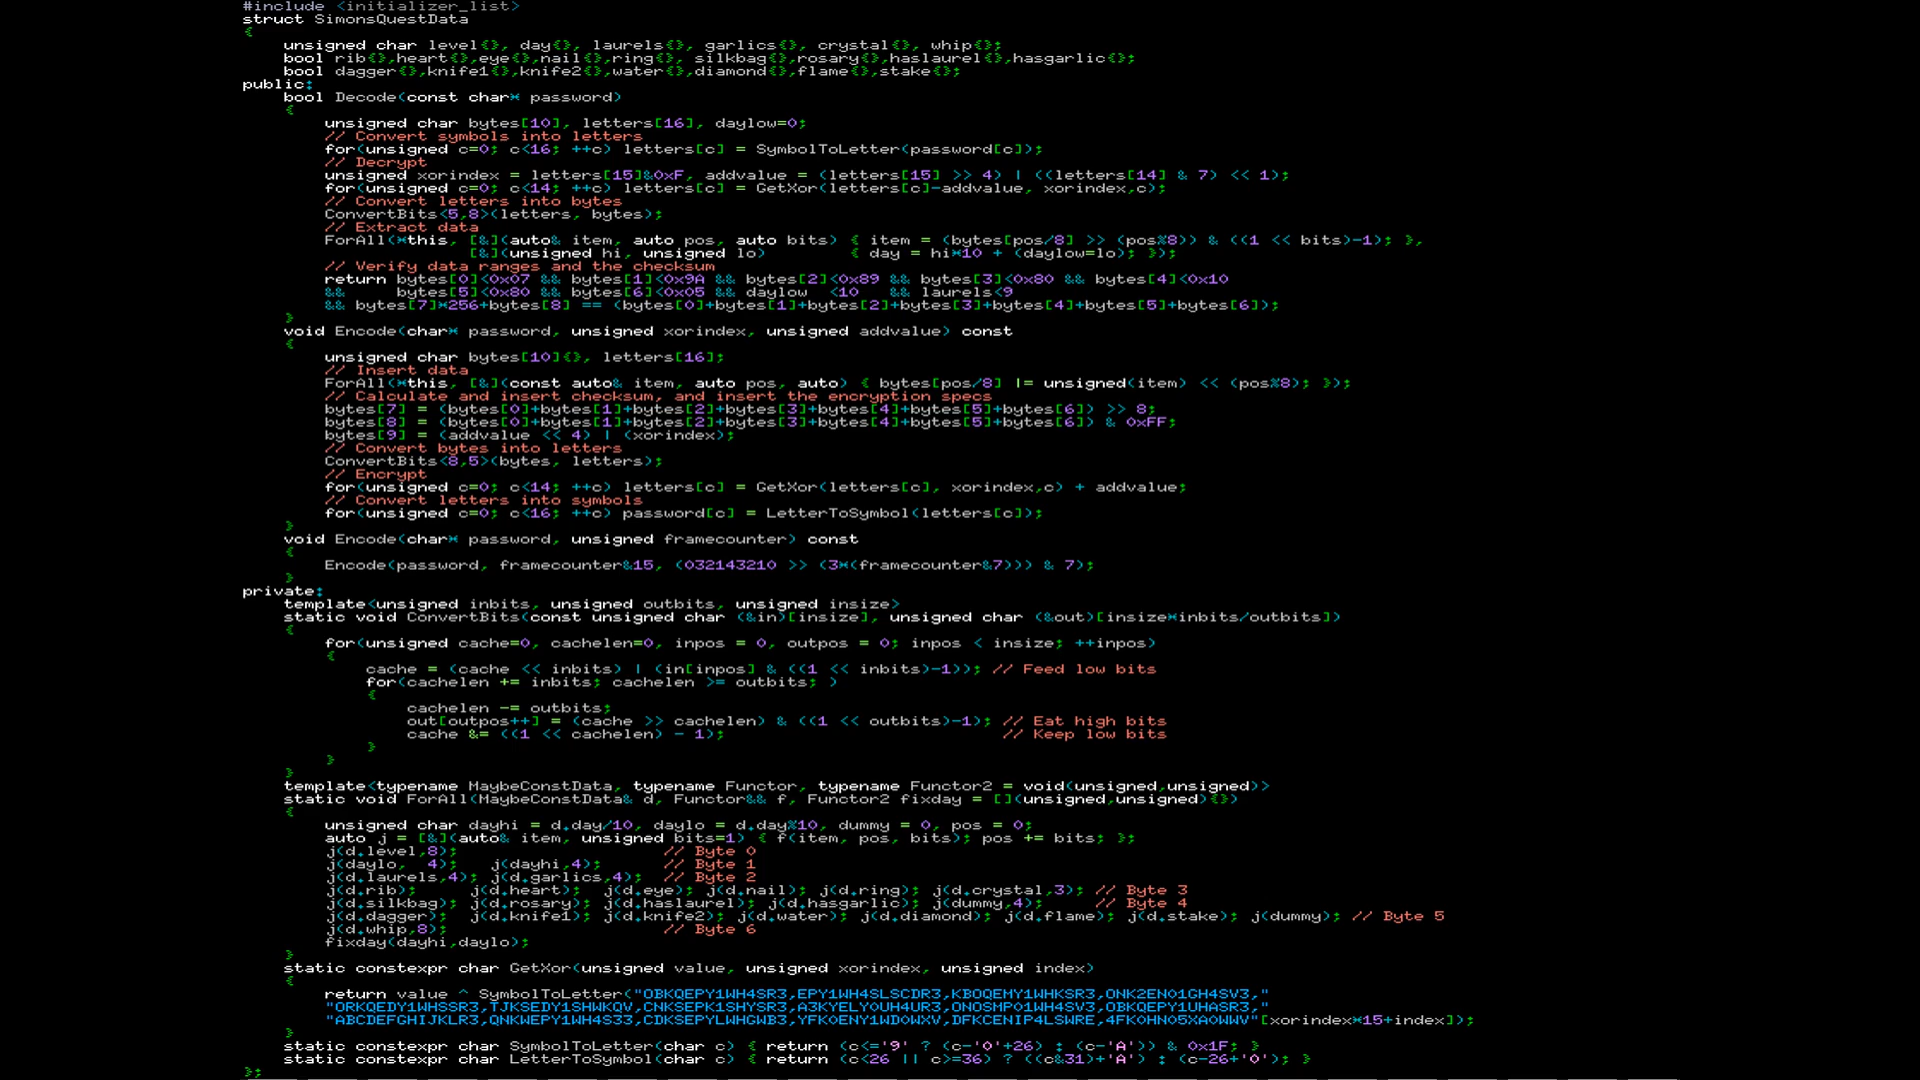 #include <initializer_list>
struct SimonsQuestData
{
    unsigned char level{}, day{}, laurels{}, garlics{}, crystal{}, whip{};
    bool rib{},heart{},eye{},nail{},ring{}, silkbag{},rosary{},haslaurel{},hasgarlic{};
    bool dagger{},knife1{},knife2{},water{},diamond{},flame{},stake{};
public:
    bool Decode(const char* password)
    {
        unsigned char bytes[10], letters[16], daylow=0;
        // Convert symbols into letters
        for(unsigned c=0; c<16; ++c) letters[c] = SymbolToLetter(password[c]);
        // Decrypt
        unsigned xorindex = letters[15]&0xF, addvalue = (letters[15] >> 4) | ((letters[14] & 7) << 1);
        for(unsigned c=0; c<14; ++c) letters[c] = GetXor(letters[c]-addvalue, xorindex,c);
        // Convert letters into bytes
        ConvertBits<5,8>(letters, bytes);
        // Extract data
        ForAll(*this, [&](auto& item, auto pos, auto bits) { item = (bytes[pos/8] >> (pos%8)) & ((1 << bits)-1); },
                      [&](unsigned hi, unsigned lo)        { day = hi*10 + (daylow=lo); });
        // Verify data ranges and the checksum
        return bytes[0]<0x07 && bytes[1]<0x9A && bytes[2]<0x89 && bytes[3]<0x80 && bytes[4]<0x10
        &&     bytes[5]<0x80 && bytes[6]<0x05 && daylow  <10   && laurels<9
        && bytes[7]*256+bytes[8] == (bytes[0]+bytes[1]+bytes[2]+bytes[3]+bytes[4]+bytes[5]+bytes[6]);
    }
    void Encode(char* password, unsigned xorindex, unsigned addvalue) const
    {
        unsigned char bytes[10]{}, letters[16];
        // Insert data
        ForAll(*this, [&](const auto& item, auto pos, auto) { bytes[pos/8] |= unsigned(item) << (pos%8); });
        // Calculate and insert checksum, and insert the encryption specs
        bytes[7] = (bytes[0]+bytes[1]+bytes[2]+bytes[3]+bytes[4]+bytes[5]+bytes[6]) >> 8;
        bytes[8] = (bytes[0]+bytes[1]+bytes[2]+bytes[3]+bytes[4]+bytes[5]+bytes[6]) & 0xFF;
        bytes[9] = (addvalue << 4) | (xorindex);
        // Convert bytes into letters
        ConvertBits<8,5>(bytes, letters);
        // Encrypt
        for(unsigned c=0; c<14; ++c) letters[c] = GetXor(letters[c], xorindex,c) + addvalue;
        // Convert letters into symbols
        for(unsigned c=0; c<16; ++c) password[c] = LetterToSymbol(letters[c]);
    }
    void Encode(char* password, unsigned framecounter) const
    {
        Encode(password, framecounter&15, (032143210 >> (3*(framecounter&7))) & 7);
    }
private:
    template<unsigned inbits, unsigned outbits, unsigned insize>
    static void ConvertBits(const unsigned char (&in)[insize], unsigned char (&out)[insize*inbits/outbits])
    {
        for(unsigned cache=0, cachelen=0, inpos = 0, outpos = 0; inpos < insize; ++inpos)
        {
            cache = (cache << inbits) | (in[inpos] & ((1 << inbits)-1)); // Feed low bits
            for(cachelen += inbits; cachelen >= outbits; )
            {
                cachelen -= outbits;
                out[outpos++] = (cache >> cachelen) & ((1 << outbits)-1); // Eat high bits
                cache &= ((1 << cachelen) - 1);                           // Keep low bits
            }
        }
    }
    template<typename MaybeConstData, typename Functor, typename Functor2 = void(unsigned,unsigned)>
    static void ForAll(MaybeConstData& d, Functor&& f, Functor2 fixday = [](unsigned,unsigned){})
    {
        unsigned char dayhi = d.day/10, daylo = d.day%10, dummy = 0, pos = 0;
        auto j = [&](auto& item, unsigned bits=1) { f(item, pos, bits); pos += bits; };
        j(d.level,8);                    // Byte 0
        j(daylo,  4);   j(dayhi,4);      // Byte 1
        j(d.laurels,4); j(d.garlics,4);  // Byte 2
        j(d.rib);     j(d.heart);  j(d.eye); j(d.nail); j(d.ring); j(d.crystal,3); // Byte 3
        j(d.silkbag); j(d.rosary); j(d.haslaurel); j(d.hasgarlic); j(dummy,4);     // Byte 4
        j(d.dagger);  j(d.knife1); j(d.knife2); j(d.water); j(d.diamond); j(d.flame); j(d.stake); j(dummy); // Byte 5
        j(d.whip,8);                     // Byte 6
        fixday(dayhi,daylo);
    }
    static constexpr char GetXor(unsigned value, unsigned xorindex, unsigned index)
    {
        return value ^ SymbolToLetter("OBKQEPY1WH4SR3,EPY1WH4SLSCDR3,KBOQEMY1WHKSR3,ONK2ENO1GH4SV3,"
        "ORKQEDY1WHSSR3,TJKSEDY1SHWKQV,CNKSEPK1SHYSR3,A3KYELY0UH4UR3,ONOSMPO1WH4SV3,OBKQEPY1UHASR3,"
        "ABCDEFGHIJKLR3,QNKWEPY1WH4S33,CDKSEPYLWHGWB3,YFKOENY1WDOWXV,DFKCENIP4LSWRE,4FKOHNO5XAOWWV"[xorindex*15+index]);
    }
    static constexpr char SymbolToLetter(char c) { return (c<='9' ? (c-'0'+26) : (c-'A')) & 0x1F; }
    static constexpr char LetterToSymbol(char c) { return (c<26 || c>=36) ? ((c&31)+'A') : (c-26+'0'); }
};